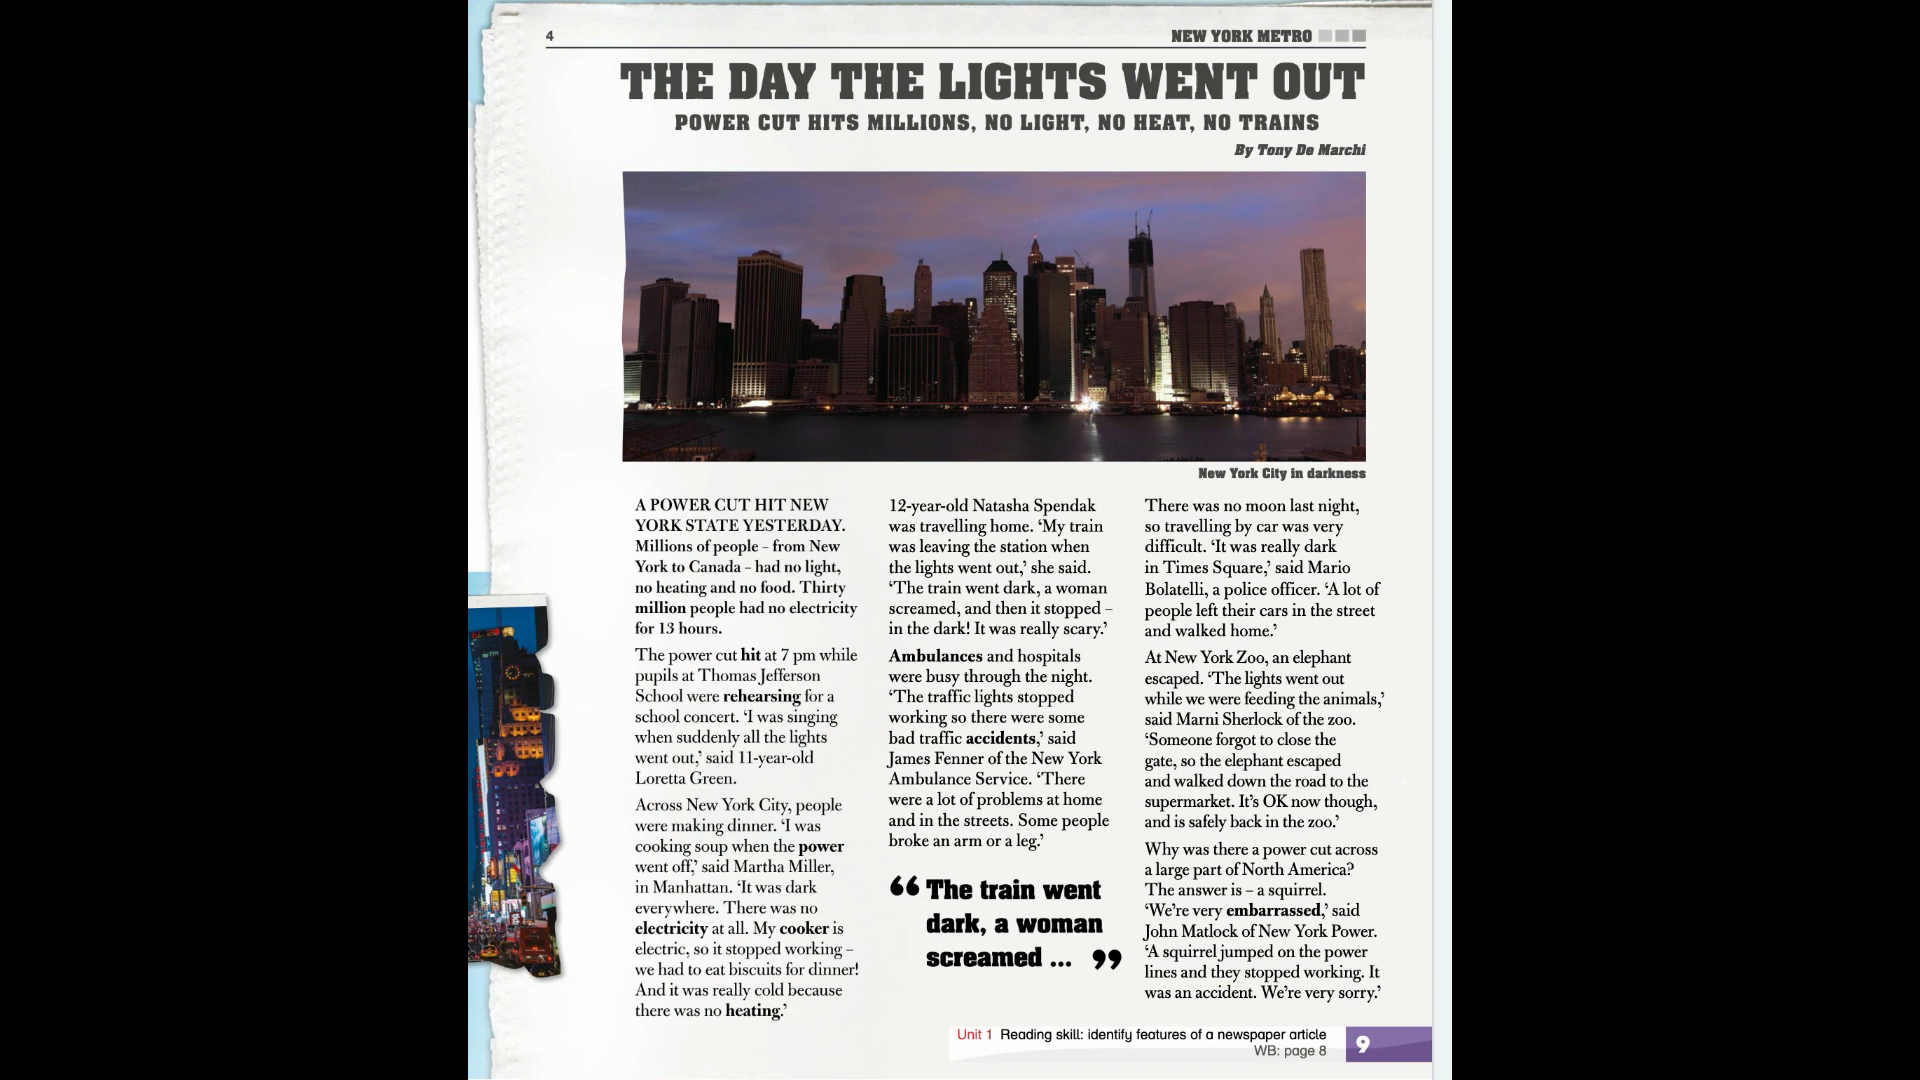 4
NEW YORK METRO
THE DAY THE LIGHTS WENT OUT
POWER CUT HITS MILLIONS, NO LIGHT, NO HEAT, NO TRAINS
By Tony De Marchi
New York City in darkness
A POWER CUT HIT NEW
YORK STATE YESTERDAY.
Millions of people – from New
York to Canada – had no light,
no heating and no food. Thirty
million people had no electricity
for 13 hours.
The power cut hit at 7 pm while
pupils at Thomas Jefferson
School were rehearsing for a
school concert. ‘I was singing
when suddenly all the lights
went out,’ said 11-year-old
Loretta Green.
Across New York City, people
were making dinner. ‘I was
cooking soup when the power
went off,’ said Martha Miller,
in Manhattan. ‘It was dark
everywhere. There was no
electricity at all. My cooker is
electric, so it stopped working –
we had to eat biscuits for dinner!
And it was really cold because
there was no heating.’
12-year-old Natasha Spendak
was travelling home. ‘My train
was leaving the station when
the lights went out,’ she said.
‘The train went dark, a woman
screamed, and then it stopped –
in the dark! It was really scary.’
Ambulances and hospitals
were busy through the night.
‘The traffic lights stopped
working so there were some
bad traffic accidents,’ said
James Fenner of the New York
Ambulance Service. ‘There
were a lot of problems at home
and in the streets. Some people
broke an arm or a leg.’
“ The train went
dark, a woman
screamed ... ”
There was no moon last night,
so travelling by car was very
difficult. ‘It was really dark
in Times Square,’ said Mario
Bolatelli, a police officer. ‘A lot of
people left their cars in the street
and walked home.’
At New York Zoo, an elephant
escaped. ‘The lights went out
while we were feeding the animals,’
said Marni Sherlock of the zoo.
‘Someone forgot to close the
gate, so the elephant escaped
and walked down the road to the
supermarket. It’s OK now though,
and is safely back in the zoo.’
Why was there a power cut across
a large part of North America?
The answer is – a squirrel.
‘We’re very embarrassed,’ said
John Matlock of New York Power.
‘A squirrel jumped on the power
lines and they stopped working. It
was an accident. We’re very sorry.’
Unit 1 Reading skill: identify features of a newspaper article
WB: page 8
9